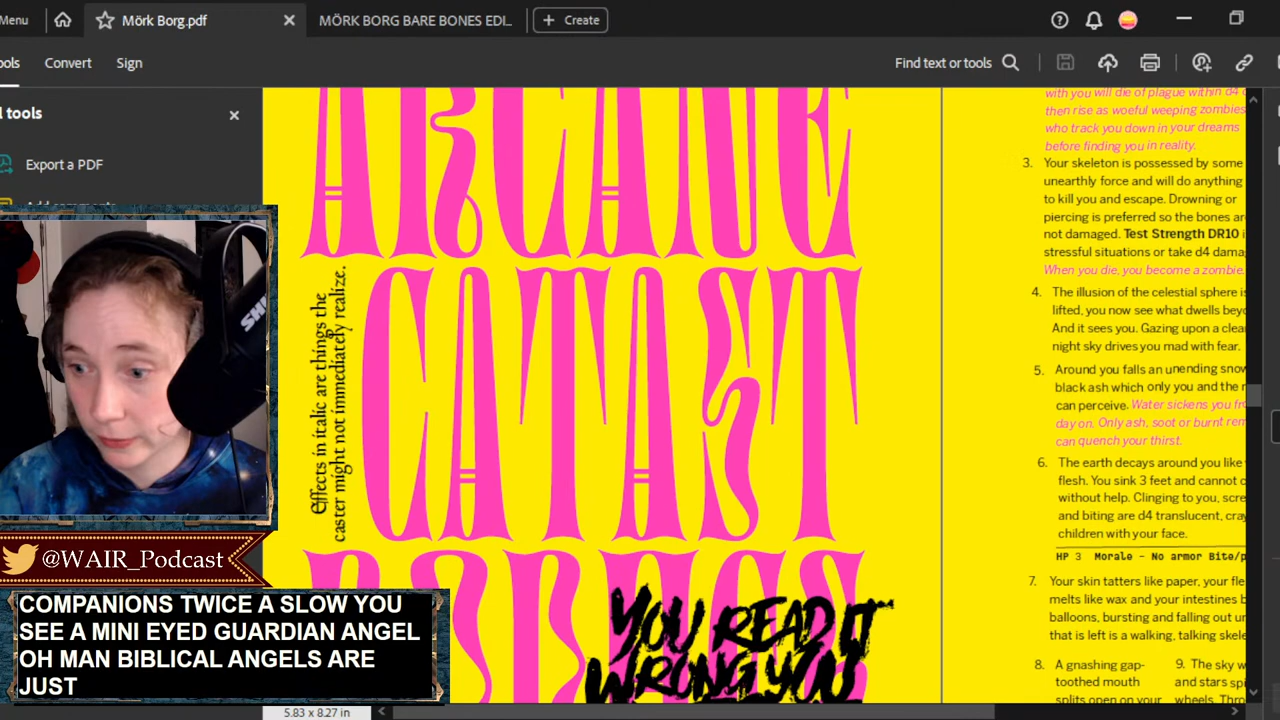 Menu
Mörk Borg.pdf
MÖRK BORG BARE BONES EDI...
Create
ools
Convert
Sign
Find text or tools
l tools
Export a PDF
ARCANE
CATAST
Effects in italic are things the
caster might not immediately realize.
YOU READ IT
WRONG YOU
with you will die of plague within d4 d
then rise as woeful weeping zombies
who track you down in your dreams
before finding you in reality.
3. Your skeleton is possessed by some
unearthly force and will do anything
to kill you and escape. Drowning or
piercing is preferred so the bones are
not damaged. Test Strength DR10 i
stressful situations or take d4 dama
When you die, you become a zombie.
4. The illusion of the celestial sphere is
lifted, you now see what dwells beyo
And it sees you. Gazing upon a clea
night sky drives you mad with fear.
5. Around you falls an unending snow
black ash which only you and the r
can perceive. Water sickens you fr
day on. Only ash, soot or burnt rem
can quench your thirst.
6. The earth decays around you like
flesh. You sink 3 feet and cannot c
without help. Clinging to you, scre
and biting are d4 translucent, cray
children with your face.
HP 3 Morale – No armor Bite/p
7. Your skin tatters like paper, your fle
melts like wax and your intestines b
balloons, bursting and falling out u
that is left is a walking, talking skele
8. A gnashing gap-
toothed mouth
splits open on your
9. The sky w
and stars spi
wheels. Thro
@WAIR_Podcast
COMPANIONS TWICE A SLOW YOU
SEE A MINI EYED GUARDIAN ANGEL
OH MAN BIBLICAL ANGELS ARE
JUST
5.83 x 8.27 in